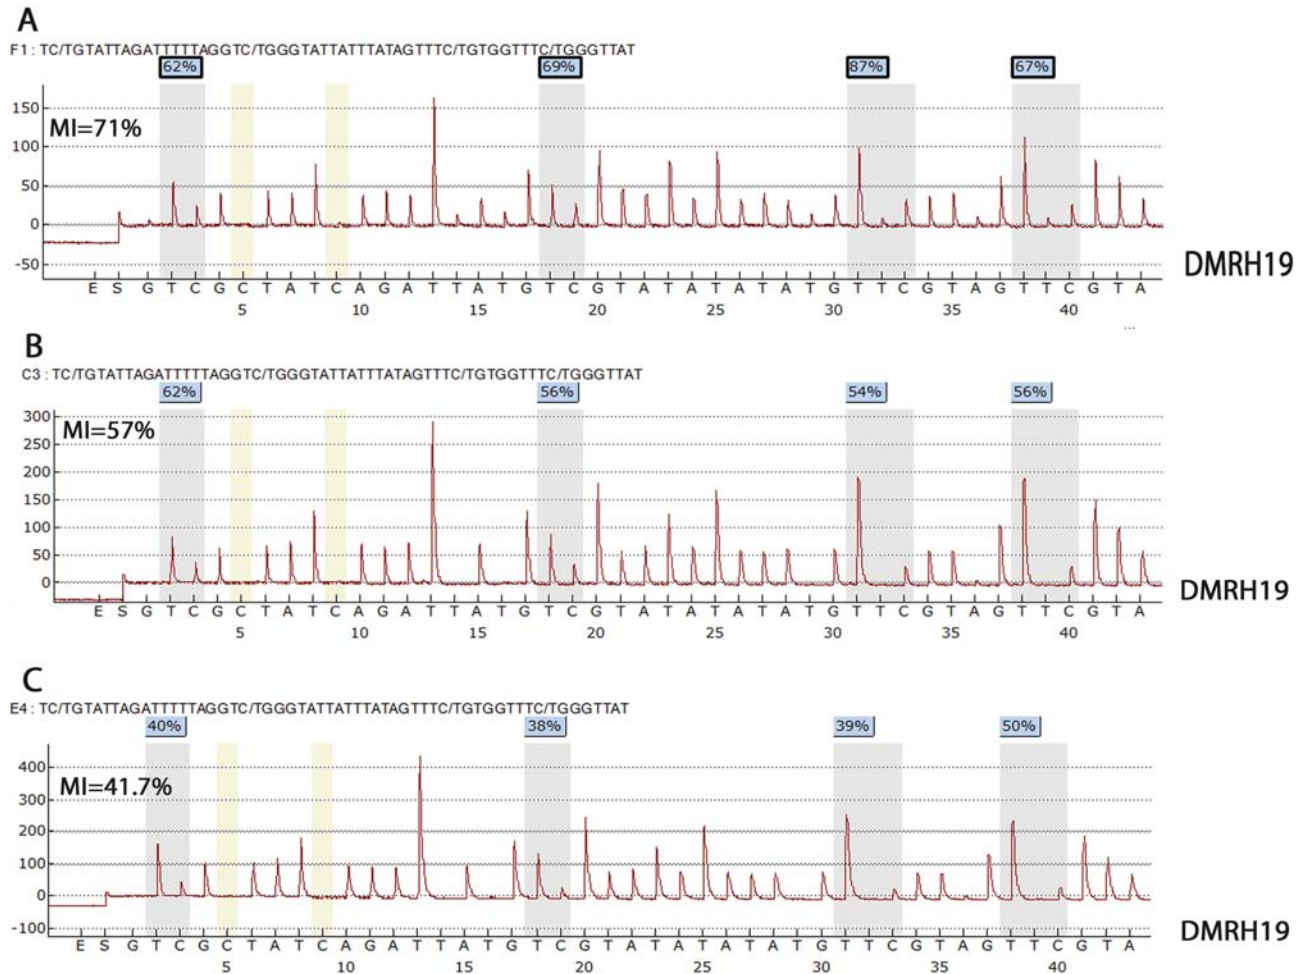 A
F1 : TC/TGTATTAGATTTTTAGGTC/TGGGTATTATTTATAGTTTC/TGTGGTTTC/TGGGTTAT
62% 69% 87% 67%
150
MI=71%
100
50
0
-50
DMRH19
E S G T C G C T A T C A G A T T A T G T C G T A T A T A T A T G T T C G T A G T T C G T A
5 10 15 20 25 30 35 40
...
B
C3 : TC/TGTATTAGATTTTTAGGTC/TGGGTATTATTTATAGTTTC/TGTGGTTTC/TGGGTTAT
62% 56% 54% 56%
300
MI=57%
250
200
150
100
50
0
DMRH19
E S G T C G C T A T C A G A T T A T G T C G T A T A T A T A T G T T C G T A G T T C G T A
5 10 15 20 25 30 35 40
C
E4 : TC/TGTATTAGATTTTTAGGTC/TGGGTATTATTTATAGTTTC/TGTGGTTTC/TGGGTTAT
40% 38% 39% 50%
400
MI=41.7%
300
200
100
0
-100
DMRH19
E S G T C G C T A T C A G A T T A T G T C G T A T A T A T A T G T T C G T A G T T C G T A
5 10 15 20 25 30 35 40